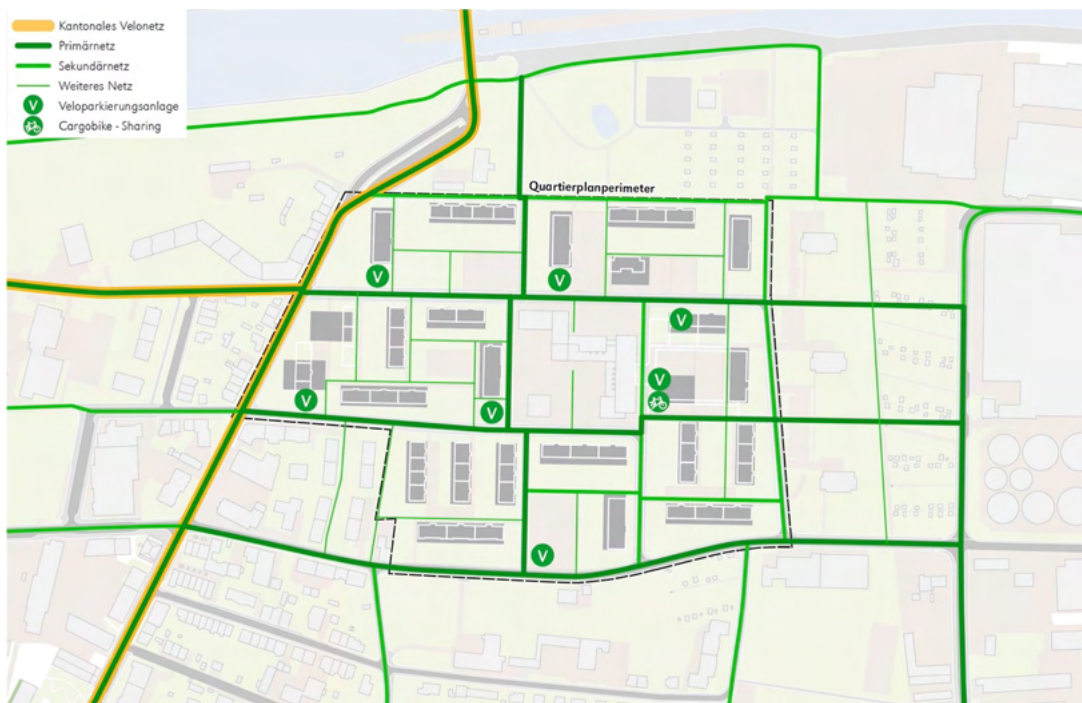 Kantonales Velonetz
Primärnetz
Sekundärnetz
Weiteres Netz
V Veloparkierungsanlage
Cargobike - Sharing
Quartierplanperimeter
V
V
V
V
V
V
V